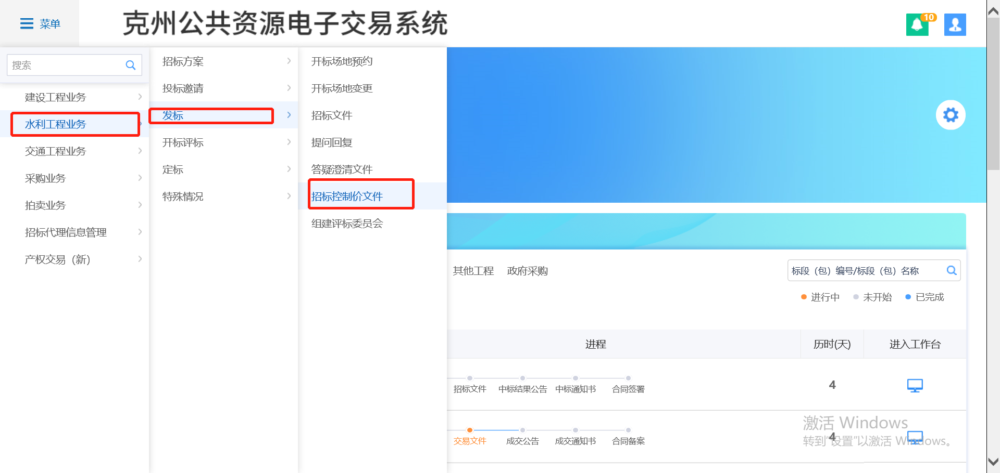 菜单
克州公共资源电子交易系统
10
搜索
建设工程业务
水利工程业务
交通工程业务
采购业务
拍卖业务
招标代理信息管理
产权交易（新）
招标方案
投标邀请
发标
开标评标
定标
特殊情况
开标场地预约
开标场地变更
招标文件
提问回复
答疑澄清文件
招标控制价文件
组建评标委员会
其他工程 政府采购
标段（包）编号/标段（包）名称
进行中 未开始 已完成
进程 历时(天) 进入工作台
招标文件 中标结果公告 中标通知书 合同签署
4
交易文件 成交公告 成交通知书 合同备案
4
激活 Windows
转到"设置"以激活 Windows。